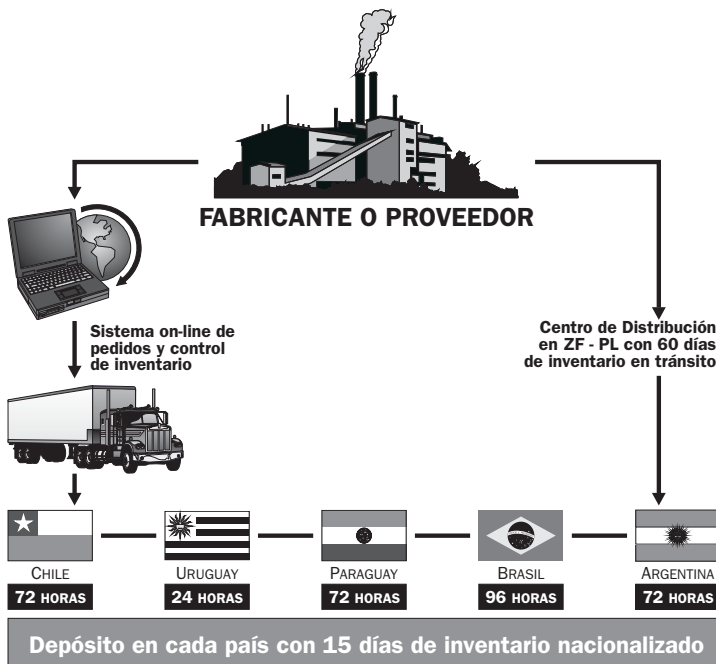 FABRICANTE O PROVEEDOR
Sistema on-line de
pedidos y control
de inventario
Centro de Distribución
en ZF - PL con 60 días
de inventario en tránsito
CHILE
72 HORAS
URUGUAY
24 HORAS
PARAGUAY
72 HORAS
BRASIL
96 HORAS
ARGENTINA
72 HORAS
Depósito en cada país con 15 días de inventario nacionalizado